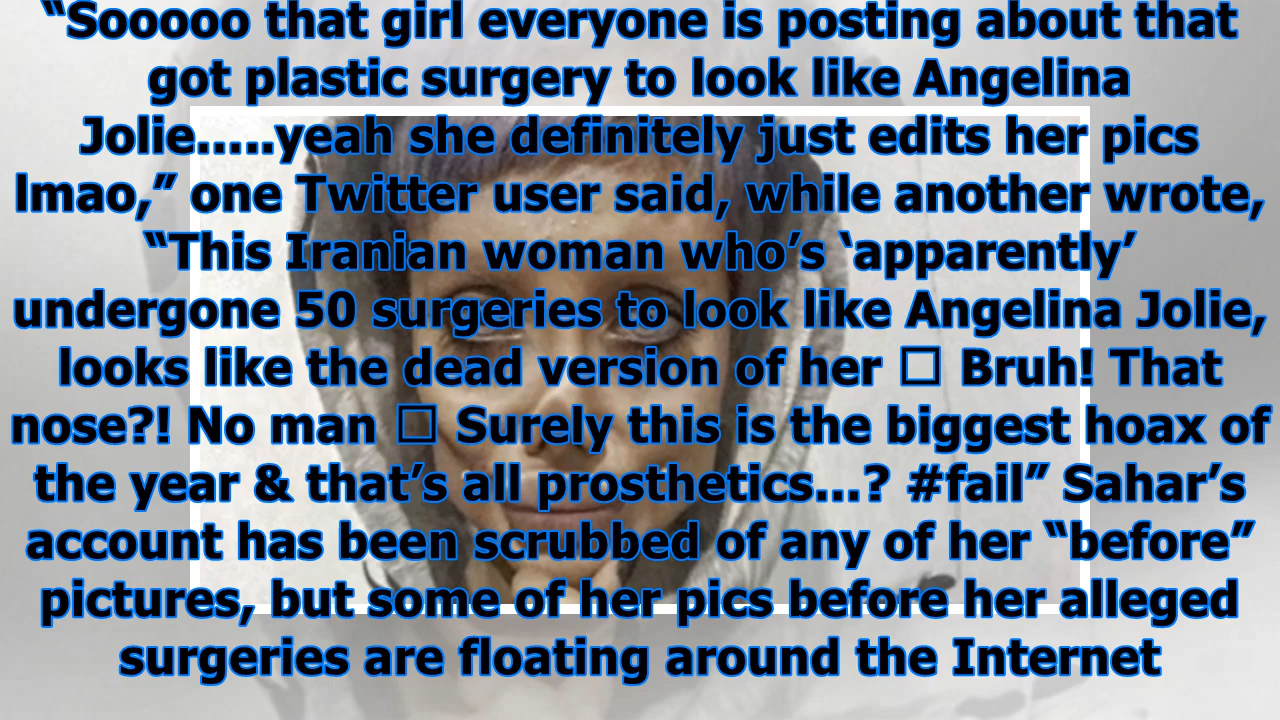 “Sooooo that girl everyone is posting about that
got plastic surgery to look like Angelina
Jolie.....yeah she definitely just edits her pics
lmao,” one Twitter user said, while another wrote,
“This Iranian woman who’s ‘apparently’
undergone 50 surgeries to look like Angelina Jolie,
looks like the dead version of her □ Bruh! That
nose?! No man □ Surely this is the biggest hoax of
the year & that’s all prosthetics...? #fail” Sahar’s
account has been scrubbed of any of her “before”
pictures, but some of her pics before her alleged
surgeries are floating around the Internet